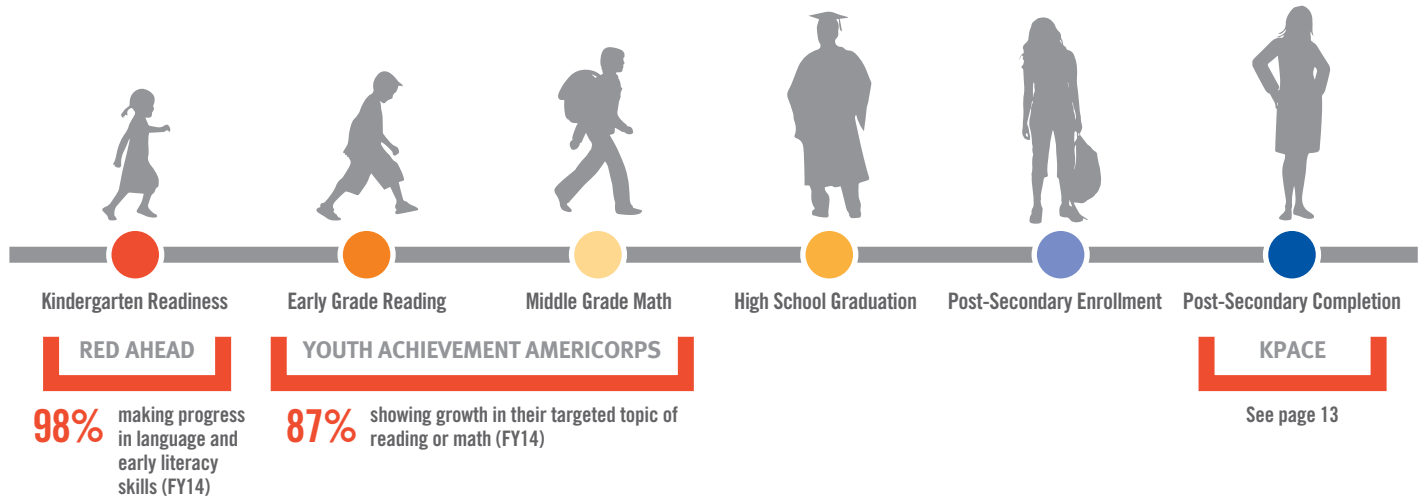 Kindergarten Readiness
Early Grade Reading
Middle Grade Math
High School Graduation
Post-Secondary Enrollment
Post-Secondary Completion
RED AHEAD
YOUTH ACHIEVEMENT AMERICORPS
KPACE
98%
making progress
in language and
early literacy
skills (FY14)
87%
showing growth in their targeted topic of
reading or math (FY14)
See page 13